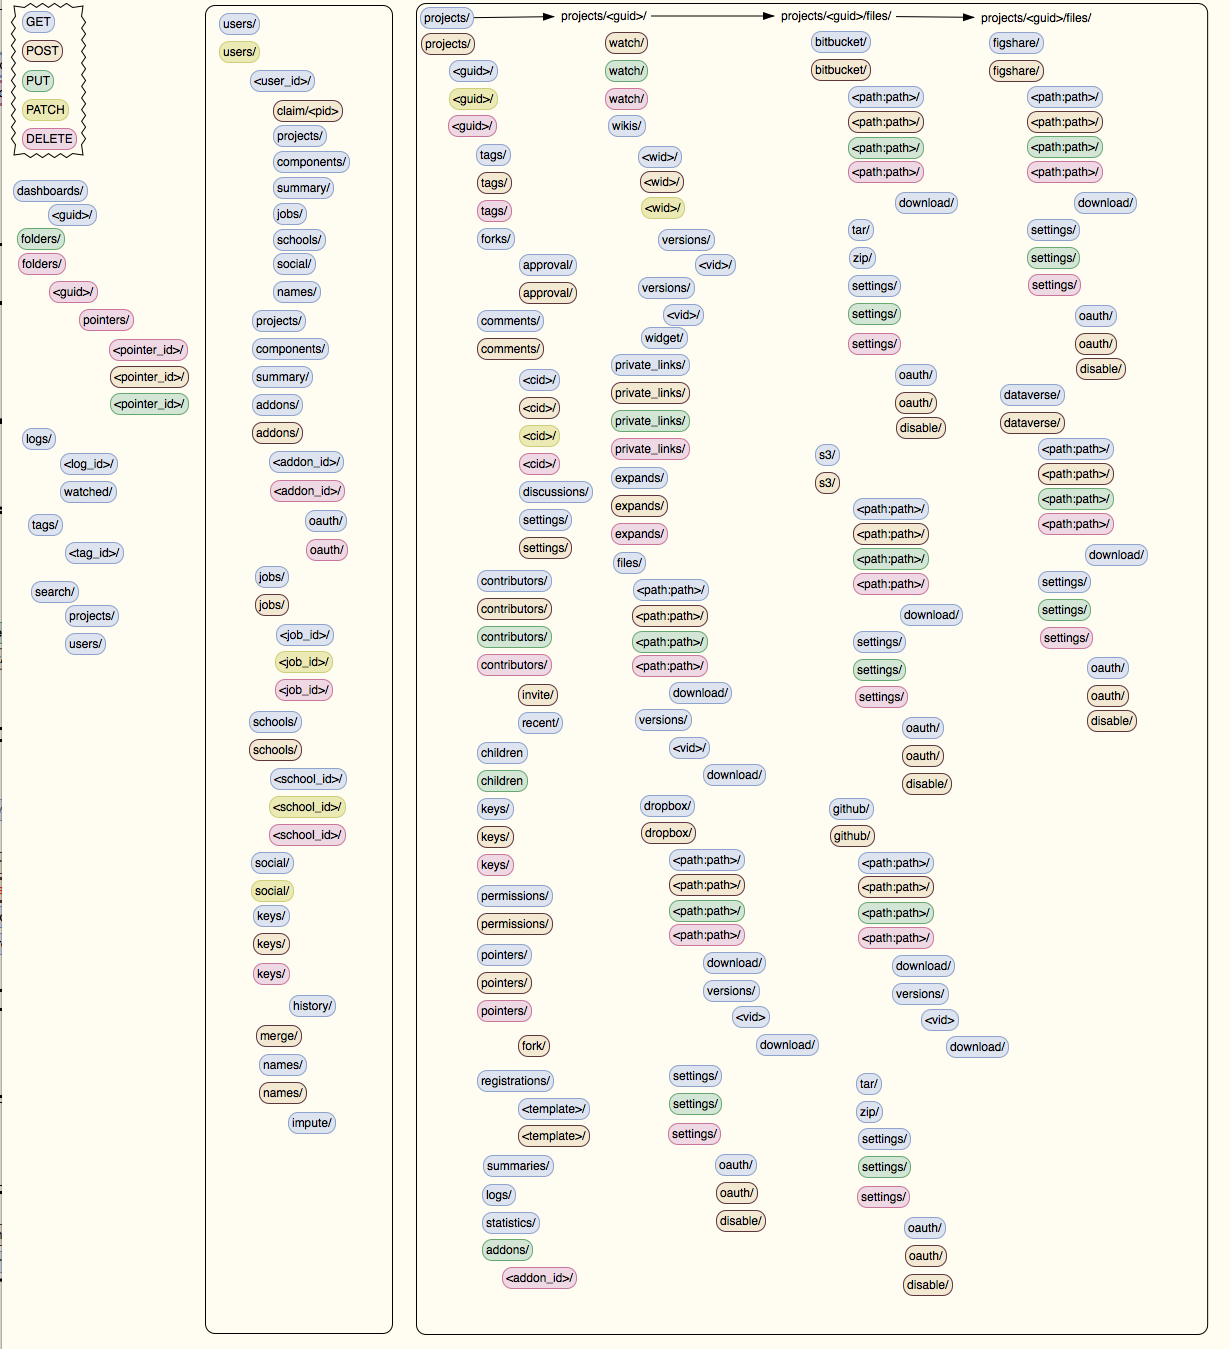 GET
POST
PUT
PATCH
DELETE
dashboards/
<guid>/
folders/
folders/
<guid>/
pointers/
<pointer_id>/
<pointer_id>/
<pointer_id>/
logs/
<log_id>/
watched/
tags/
<tag_id>/
search/
projects/
users/
users/
users/
<user_id>/
claim/<pid>
projects/
components/
summary/
jobs/
schools/
social/
names/
projects/
components/
summary/
addons/
addons/
<addon_id>/
<addon_id>/
oauth/
oauth/
jobs/
jobs/
<job_id>/
<job_id>/
<job_id>/
schools/
schools/
<school_id>/
<school_id>/
<school_id>/
social/
social/
keys/
keys/
keys/
history/
merge/
names/
names/
impute/
projects/
projects/
<guid>/
<guid>/
<guid>/
tags/
tags/
tags/
forks/
approval/
approval/
comments/
comments/
<cid>/
<cid>/
<cid>/
<cid>/
discussions/
settings/
settings/
contributors/
contributors/
contributors/
contributors/
invite/
recent/
children
children
keys/
keys/
keys/
permissions/
permissions/
pointers/
pointers/
pointers/
fork/
registrations/
<template>/
<template>/
summaries/
logs/
statistics/
addons/
<addon_id>/
projects/<guid>/
watch/
watch/
watch/
wikis/
<wid>/
<wid>/
<wid>/
versions/
<vid>/
versions/
<vid>/
widget/
private_links/
private_links/
private_links/
private_links/
expands/
expands/
expands/
files/
<path:path>/
<path:path>/
<path:path>/
<path:path>/
download/
versions/
<vid>/
download/
dropbox/
dropbox/
<path:path>/
<path:path>/
<path:path>/
<path:path>/
download/
versions/
<vid>
download/
settings/
settings/
settings/
oauth/
oauth/
disable/
projects/<guid>/files/
bitbucket/
bitbucket/
<path:path>/
<path:path>/
<path:path>/
<path:path>/
download/
tar/
zip/
settings/
settings/
settings/
oauth/
oauth/
disable/
s3/
s3/
<path:path>/
<path:path>/
<path:path>/
<path:path>/
download/
settings/
settings/
settings/
oauth/
oauth/
disable/
github/
github/
<path:path>/
<path:path>/
<path:path>/
<path:path>/
download/
versions/
<vid>
download/
tar/
zip/
settings/
settings/
settings/
oauth/
oauth/
disable/
projects/<guid>/files/
figshare/
figshare/
<path:path>/
<path:path>/
<path:path>/
<path:path>/
download/
settings/
settings/
settings/
oauth/
oauth/
disable/
dataverse/
dataverse/
<path:path>/
<path:path>/
<path:path>/
<path:path>/
download/
settings/
settings/
settings/
oauth/
oauth/
disable/